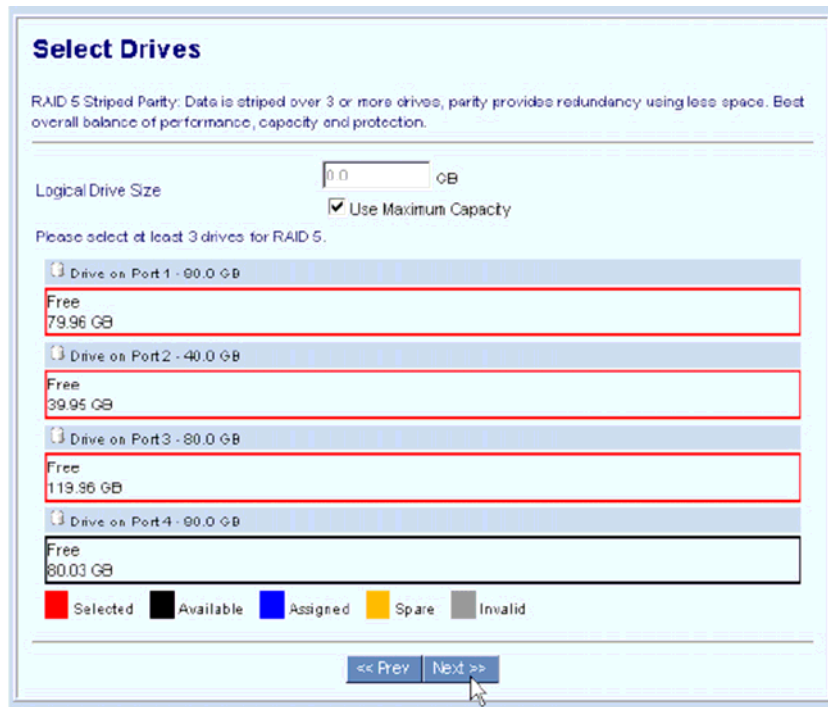 Select Drives
RAID 5 Striped Parity: Data is striped over 3 or more drives, parity provides redundancy using less space. Best
overall balance of performance, capacity and protection.
Logical Drive Size
0.0 GB
Use Maximum Capacity
Please select at least 3 drives for RAID 5.
Drive on Port 1 - 80.0 GB
Free
79.96 GB
Drive on Port 2 - 40.0 GB
Free
39.95 GB
Drive on Port 3 - 80.0 GB
Free
119.96 GB
Drive on Port 4 - 80.0 GB
Free
80.03 GB
Selected Available Assigned Spare Invalid
<< Prev Next >>